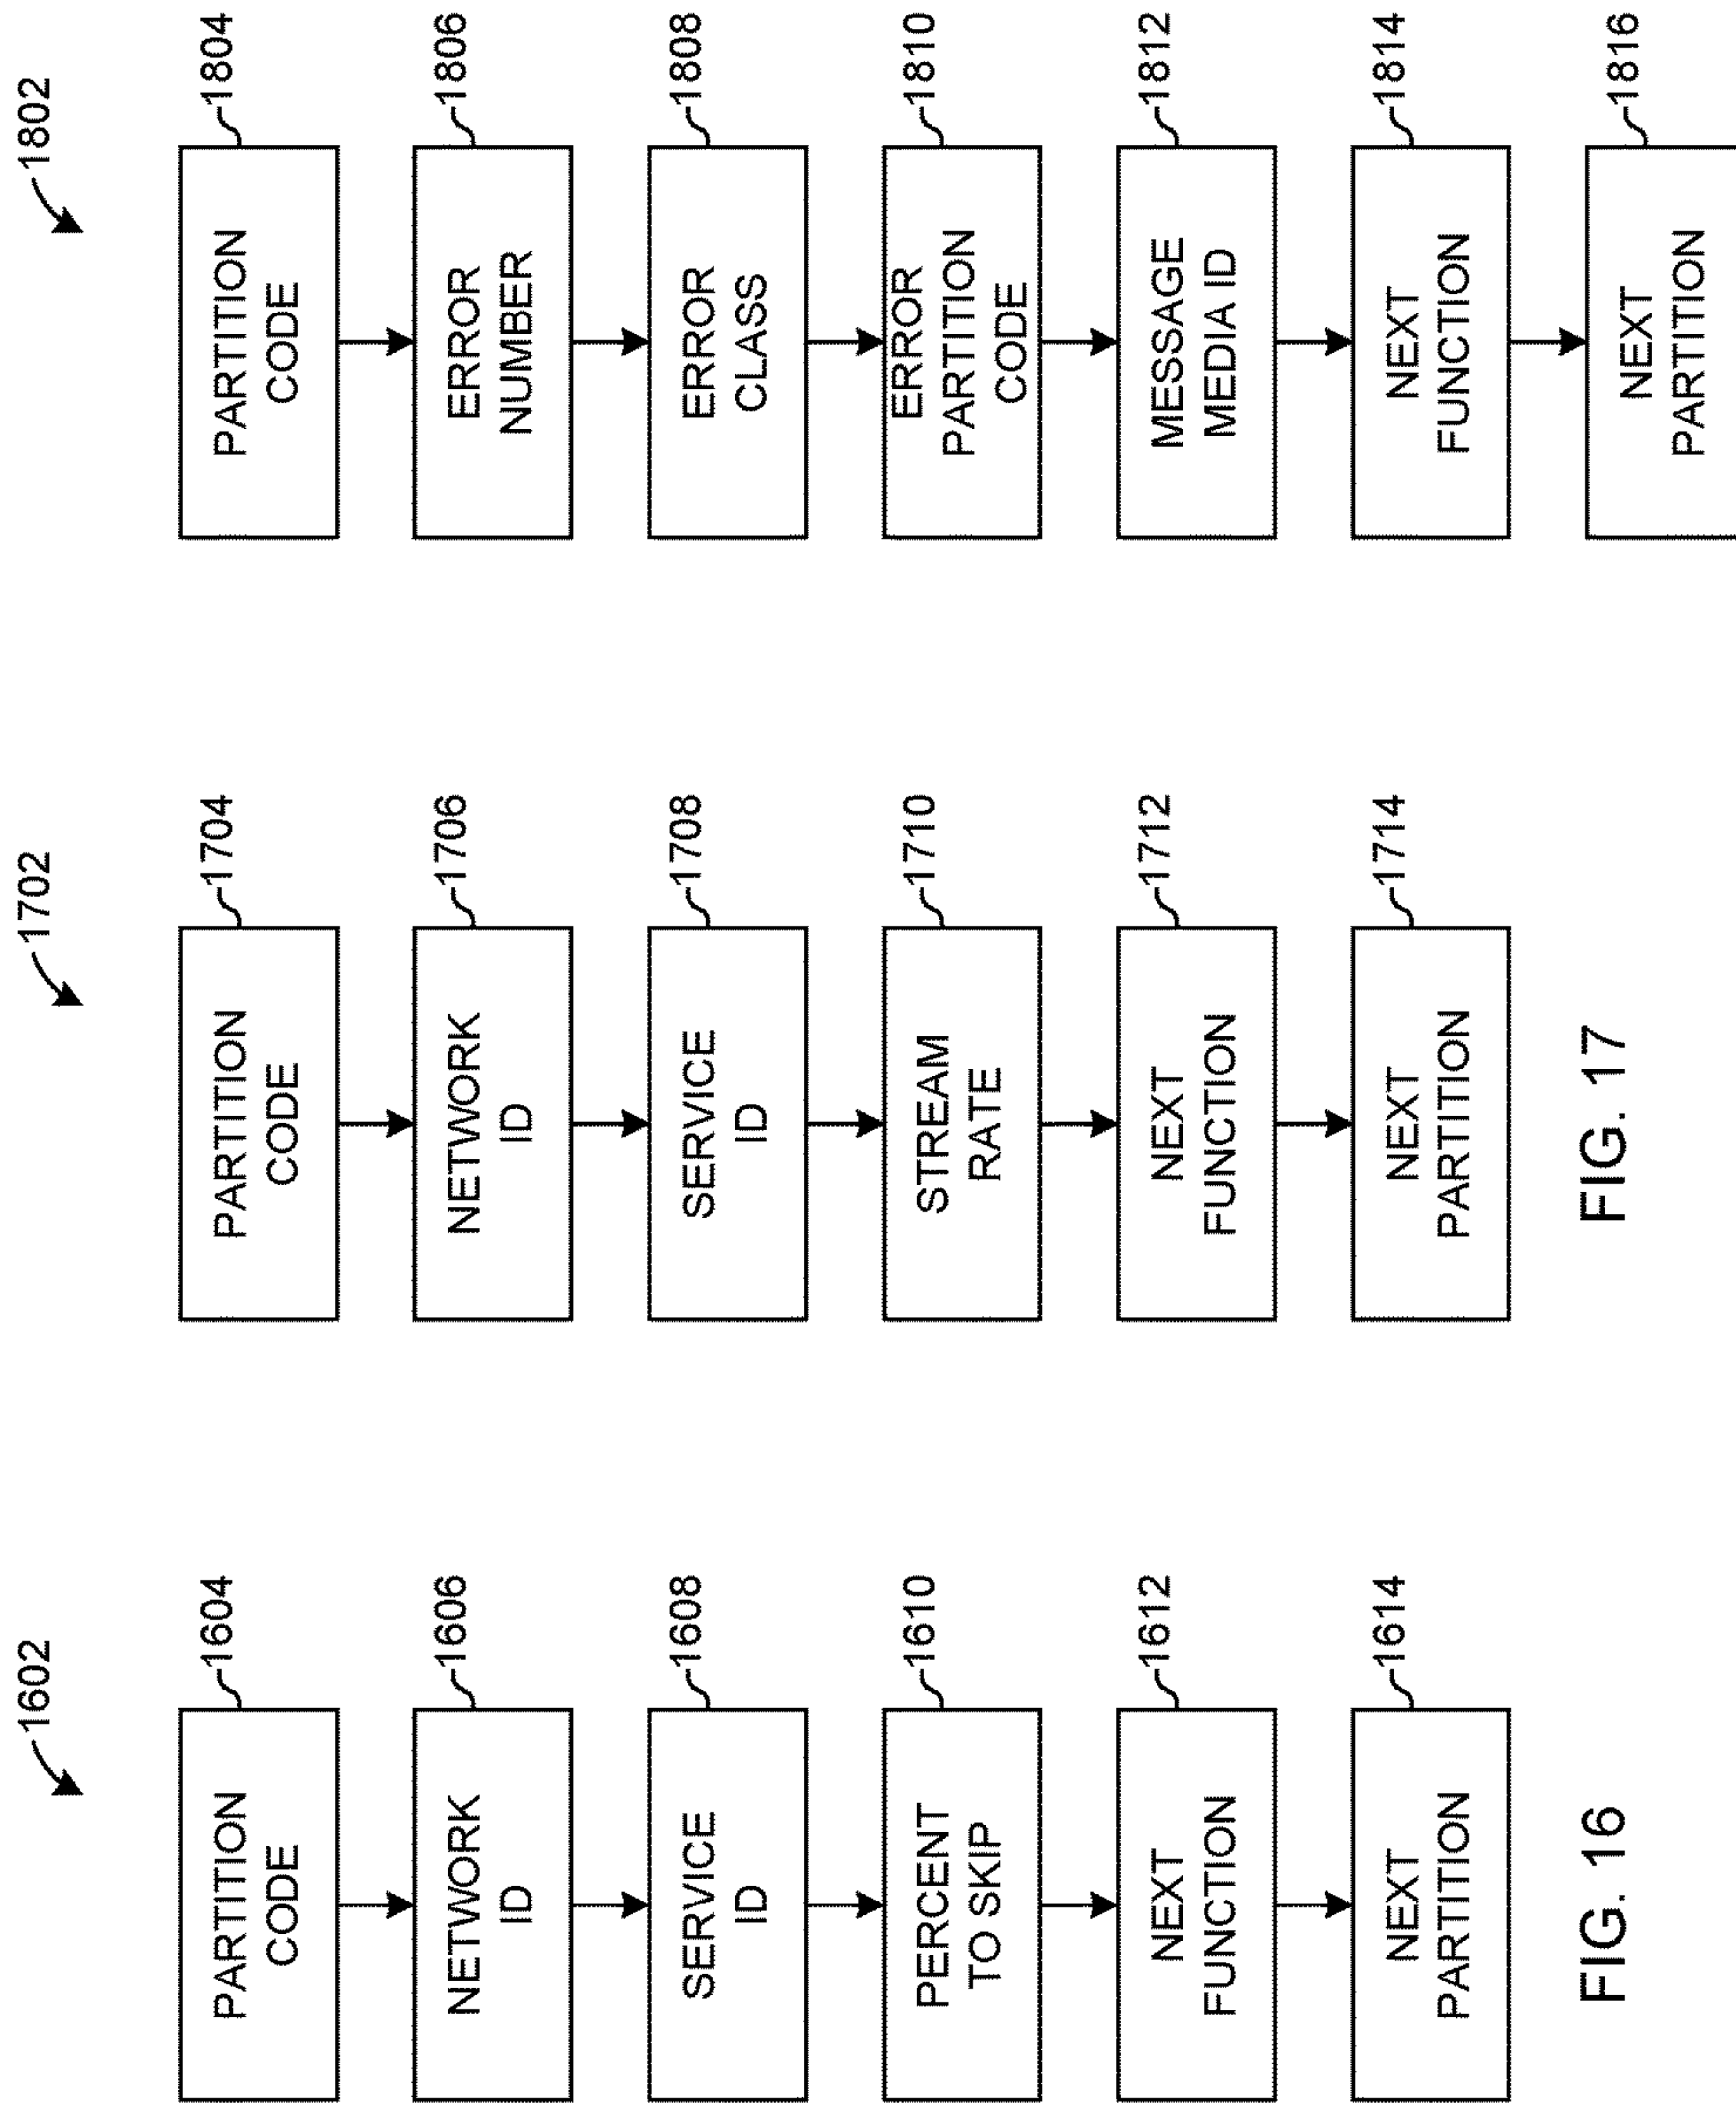 1602
PARTITION
CODE
1604
NETWORK
ID
1606
SERVICE
ID
1608
PERCENT
TO SKIP
1610
NEXT
FUNCTION
1612
NEXT
PARTITION
1614
FIG. 16
1702
PARTITION
CODE
1704
NETWORK
ID
1706
SERVICE
ID
1708
STREAM
RATE
1710
NEXT
FUNCTION
1712
NEXT
PARTITION
1714
FIG. 17
1802
PARTITION
CODE
1804
ERROR
NUMBER
1806
ERROR
CLASS
1808
ERROR
PARTITION
CODE
1810
MESSAGE
MEDIA ID
1812
NEXT
FUNCTION
1814
NEXT
PARTITION
1816